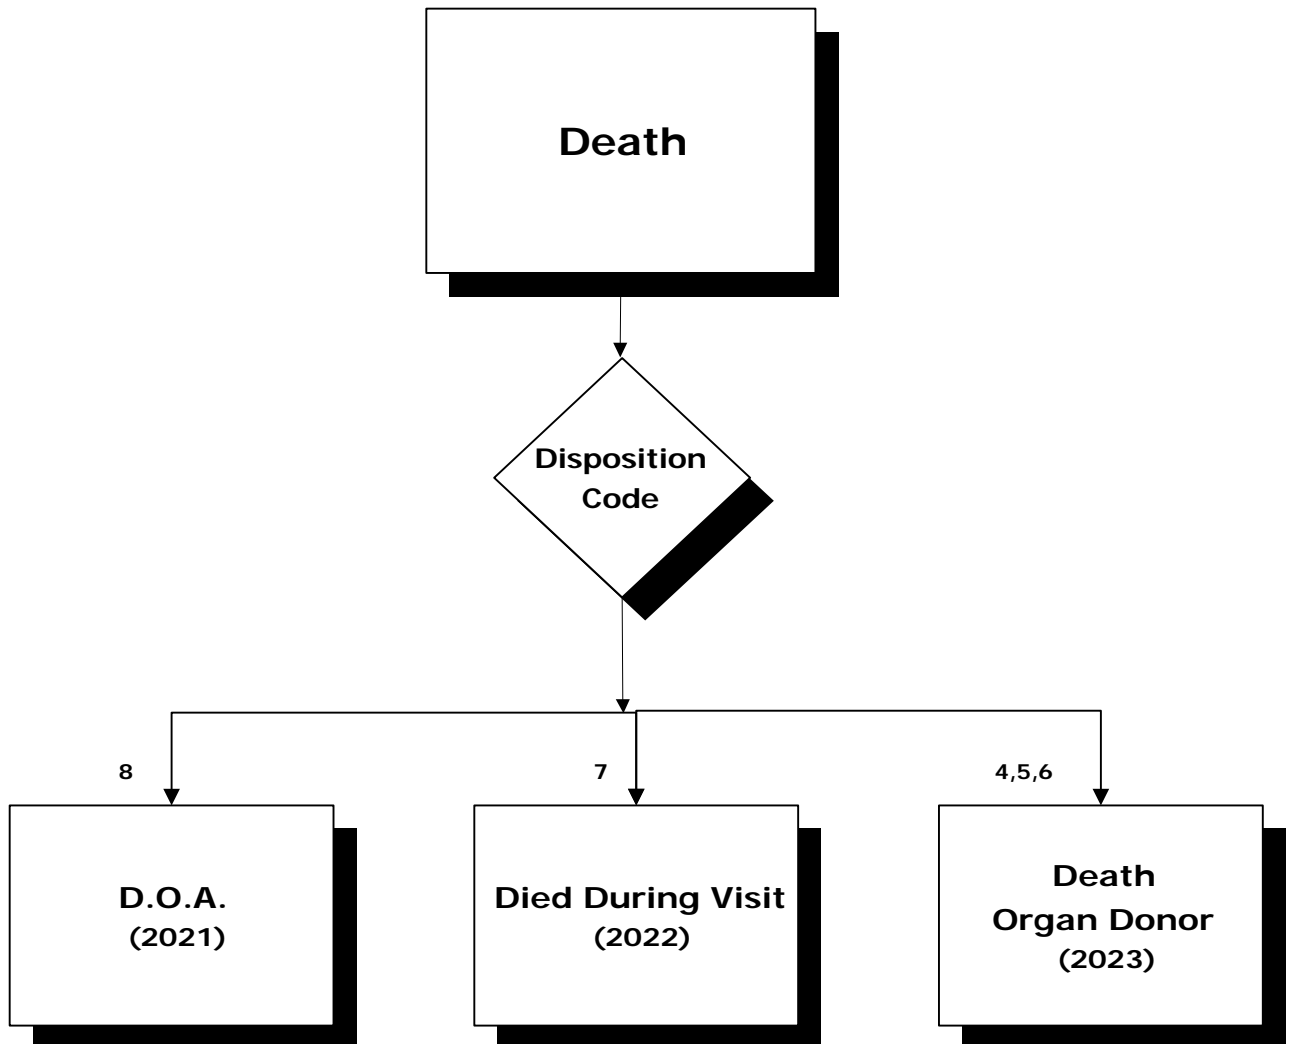 Death
Disposition
Code
8
7
4,5,6
D.O.A.
(2021)
Died During Visit
(2022)
Death
Organ Donor
(2023)